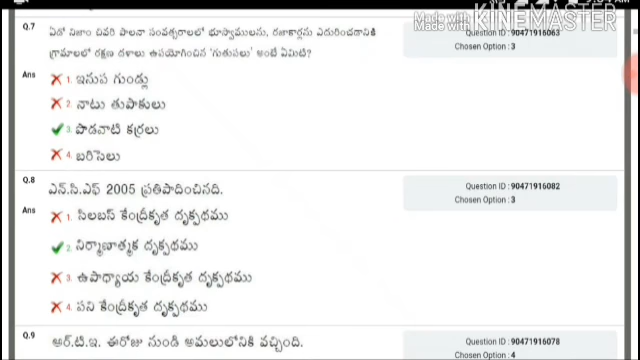 Made with KINEMASTER
Q.7
ఏడో నిజాం చివరి పాలనా సంవత్సరాలలో భూస్వాములను, రజాకార్లను ఎదురించడానికి
గ్రామాలలో రక్షణ దళాలు ఉపయోగించిన 'గుతుపలు' అంటే ఏమిటి?
Question ID : 90471916063
Chosen Option : 3
Ans
1. ఇనుప గుండ్లు
2. నాటు తుపాకులు
3. పొడవాటి కర్రలు
4. బరిసెలు
Q.8
ఎన్.సి.ఎఫ్ 2005 ప్రతిపాదించినది.
Question ID : 90471916082
Chosen Option : 3
Ans
1. సిలబస్ కేంద్రీకృత దృక్పథము
2. నిర్మాణాత్మక దృక్పథము
3. ఉపాధ్యాయ కేంద్రీకృత దృక్పథము
4. పని కేంద్రీకృత దృక్పథము
Q.9
ఆర్.టి.ఇ. ఈరోజు నుండి అమలులోనికి వచ్చింది.
Question ID : 90471916078
Chosen Option : 4